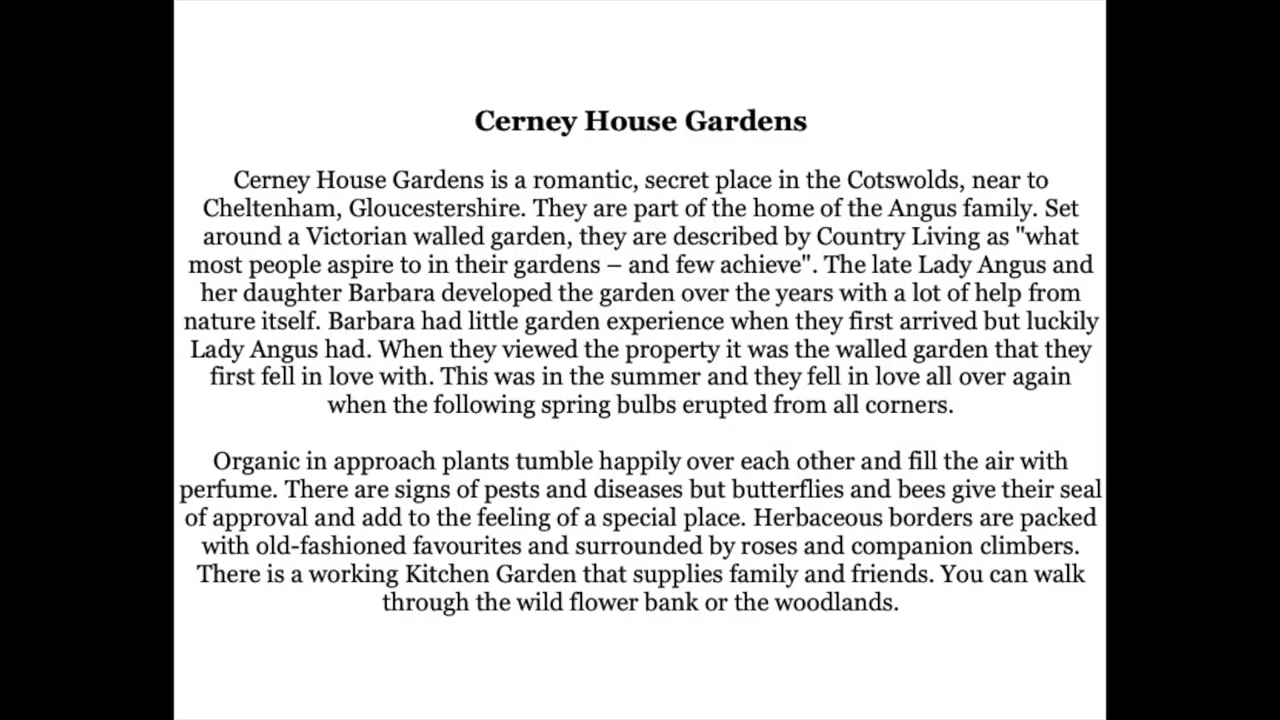 Cerney House Gardens
Cerney House Gardens is a romantic, secret place in the Cotswolds, near to
Cheltenham, Gloucestershire. They are part of the home of the Angus family. Set
around a Victorian walled garden, they are described by Country Living as "what
most people aspire to in their gardens – and few achieve". The late Lady Angus and
her daughter Barbara developed the garden over the years with a lot of help from
nature itself. Barbara had little garden experience when they first arrived but luckily
Lady Angus had. When they viewed the property it was the walled garden that they
first fell in love with. This was in the summer and they fell in love all over again
when the following spring bulbs erupted from all corners.
Organic in approach plants tumble happily over each other and fill the air with
perfume. There are signs of pests and diseases but butterflies and bees give their seal
of approval and add to the feeling of a special place. Herbaceous borders are packed
with old-fashioned favourites and surrounded by roses and companion climbers.
There is a working Kitchen Garden that supplies family and friends. You can walk
through the wild flower bank or the woodlands.